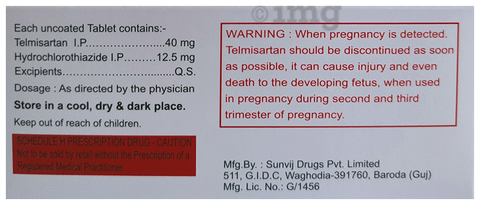 1mg
Each uncoated Tablet contains:-
Telmisartan I.P.....................40 mg
Hydrochlorothiazide I.P.........12.5 mg
Excipients............................Q.S.
Dosage : As directed by the physician
Store in a cool, dry & dark place.
Keep out of reach of children.
SCHEDULE H PRESCRIPTION DRUG - CAUTION
Not to be sold by retail without the Prescription of a
Registered Medical Practitioner.
WARNING : When pregnancy is detected.
Telmisartan should be discontinued as soon
as possible, it can cause injury and even
death to the developing fetus, when used
in pregnancy during second and third
trimester of pregnancy.
Mfg.By. : Sunvij Drugs Pvt. Limited
511, G.I.D.C, Waghodia-391760, Baroda (Guj)
Mfg. Lic. No.: G/1456